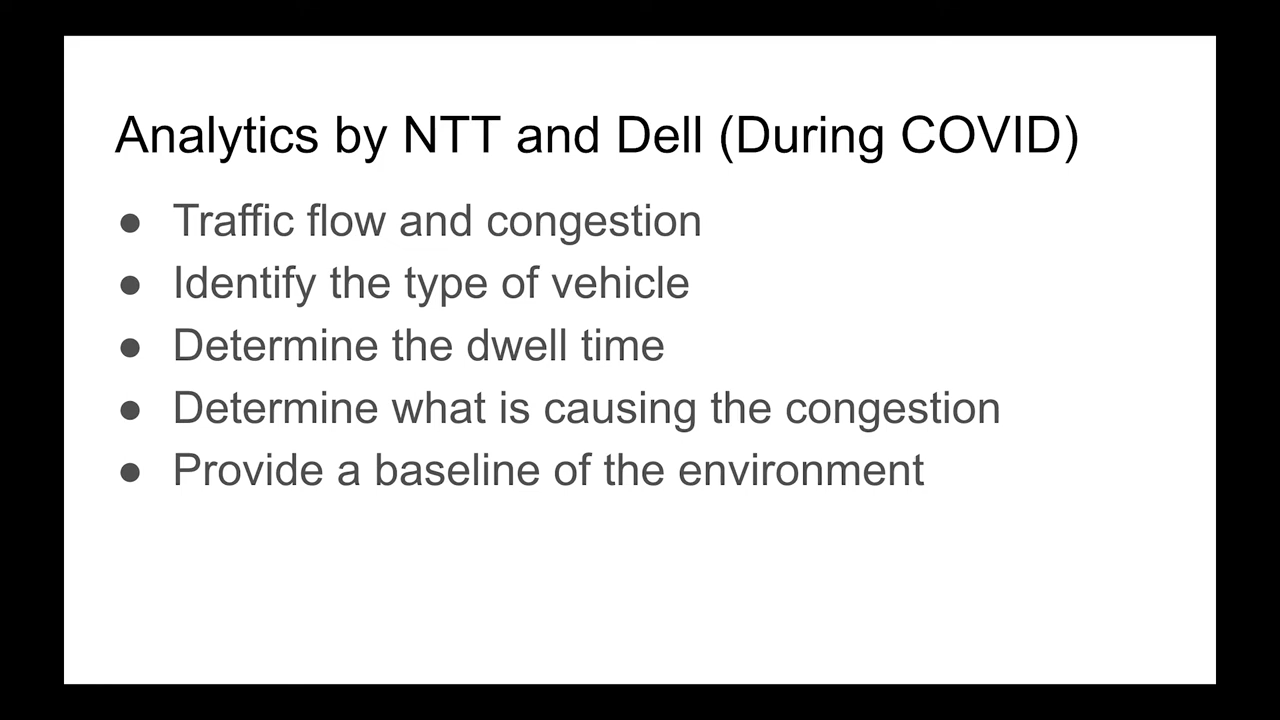 Analytics by NTT and Dell (During COVID)
● Traffic flow and congestion
● Identify the type of vehicle
● Determine the dwell time
● Determine what is causing the congestion
● Provide a baseline of the environment